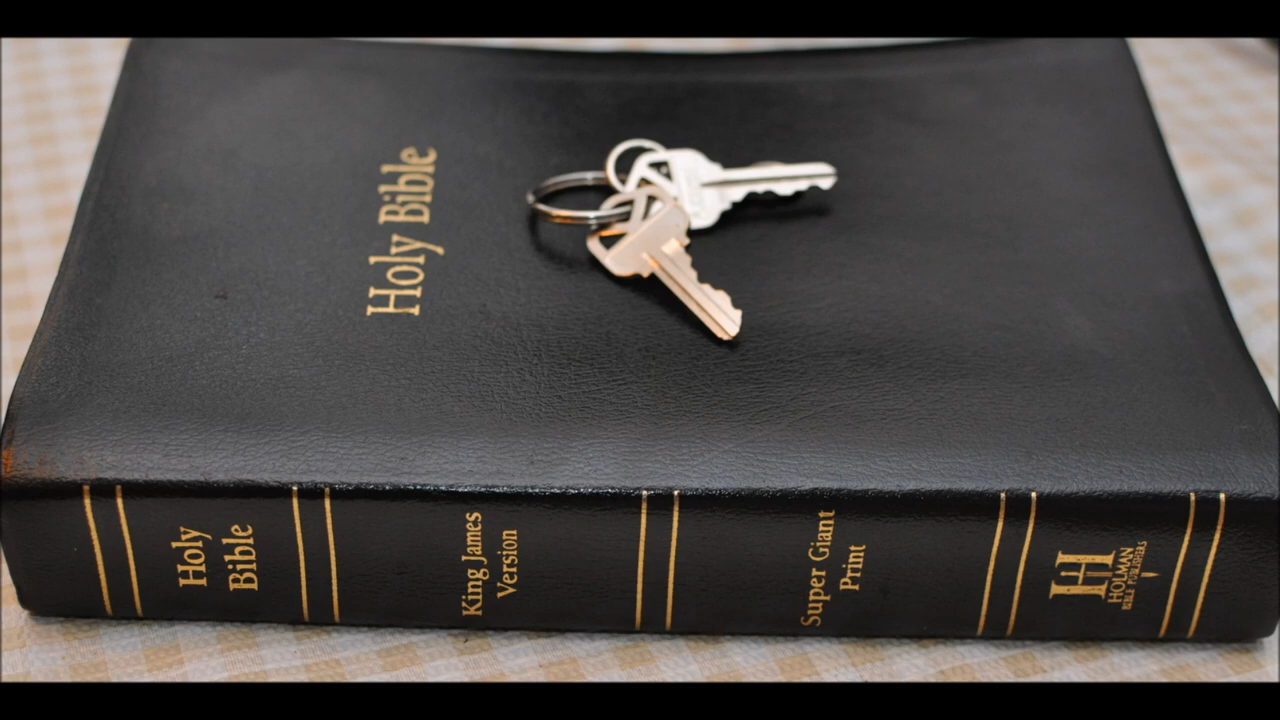 Holy Bible
Holy
Bible
King James
Version
Super Giant
Print
HOLMAN
BIBLE PUBLISHERS